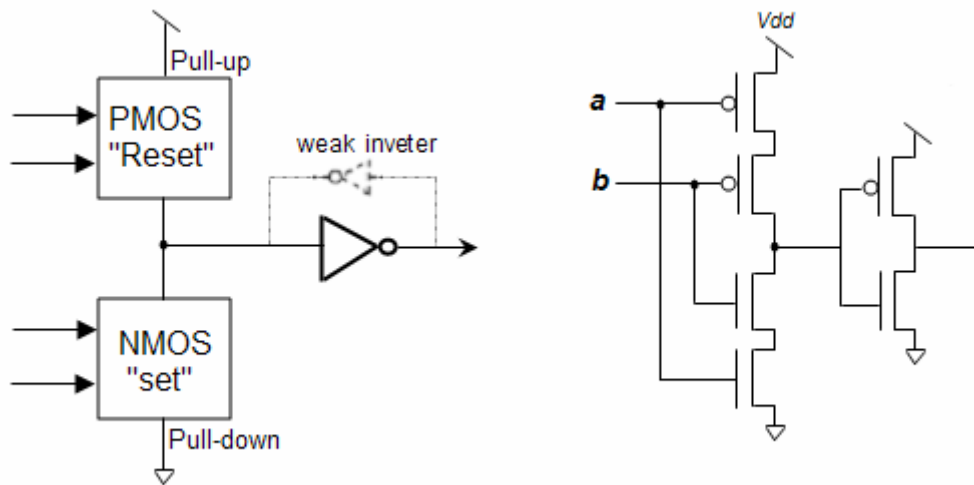 Pull-up
PMOS
"Reset"
weak inveter
NMOS
"set"
Pull-down
Vdd
a
b